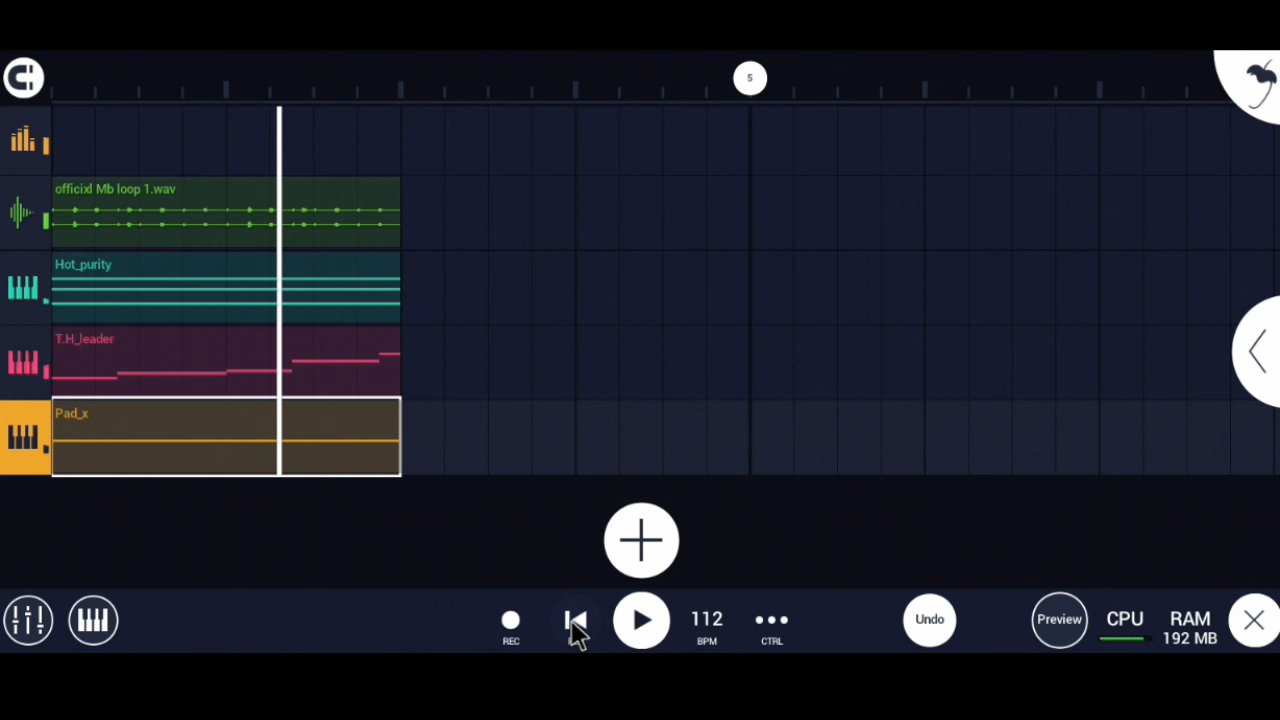 5
officixl Mb loop 1.wav
Hot_purity
T.H_leader
Pad_x
112
Undo
Preview
CPU
RAM
192 MB
REC
BPM
CTRL